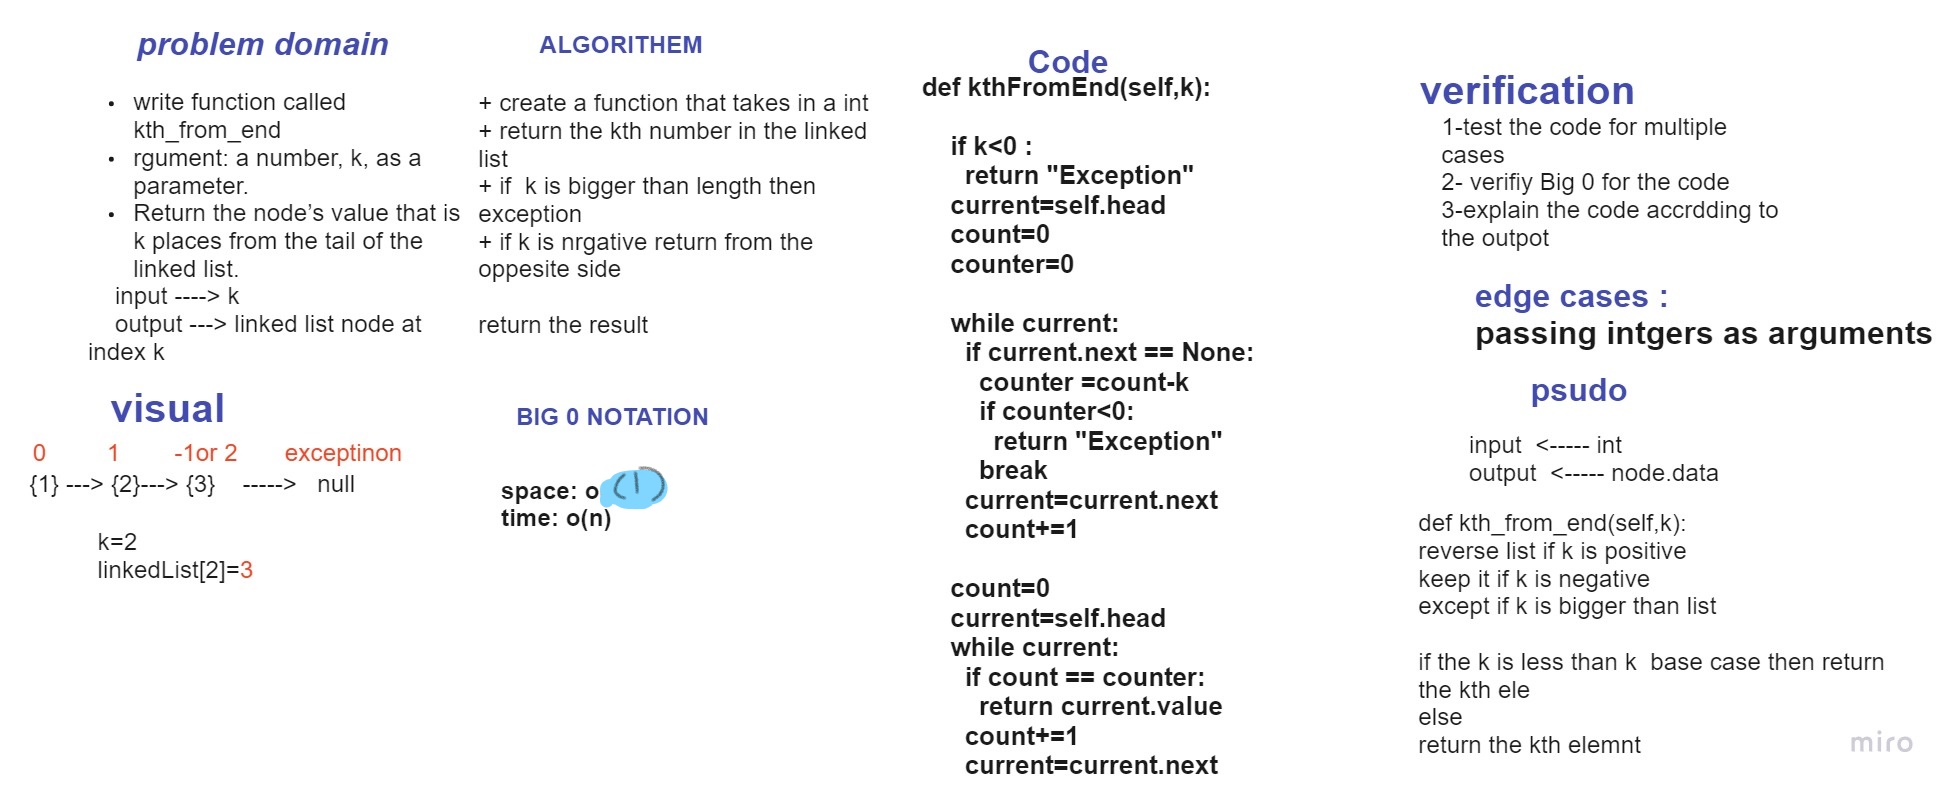 problem domain
• write function called
kth_from_end
• rgument: a number, k, as a
parameter.
• Return the node’s value that is
k places from the tail of the
linked list.
input ----> k
output ---> linked list node at
index k
visual
0 1 -1or 2 exceptinon
{1} ---> {2}---> {3} -----> null
k=2
linkedList[2]=3
ALGORITHEM
+ create a function that takes in a int
+ return the kth number in the linked
list
+ if k is bigger than length then
exception
+ if k is nrgative return from the
oppesite side
return the result
BIG 0 NOTATION
space: o(1)
time: o(n)
Code
def kthFromEnd(self,k):
if k<0 :
return "Exception"
current=self.head
count=0
counter=0
while current:
if current.next == None:
counter =count-k
if counter<0:
return "Exception"
break
current=current.next
count+=1
count=0
current=self.head
while current:
if count == counter:
return current.value
count+=1
current=current.next
verification
1-test the code for multiple
cases
2- verifiy Big 0 for the code
3-explain the code accrdding to
the outpot
edge cases :
passing intgers as arguments
psudo
input <----- int
output <----- node.data
def kth_from_end(self,k):
reverse list if k is positive
keep it if k is negative
except if k is bigger than list
if the k is less than k base case then return
the kth ele
else
return the kth elemnt
miro